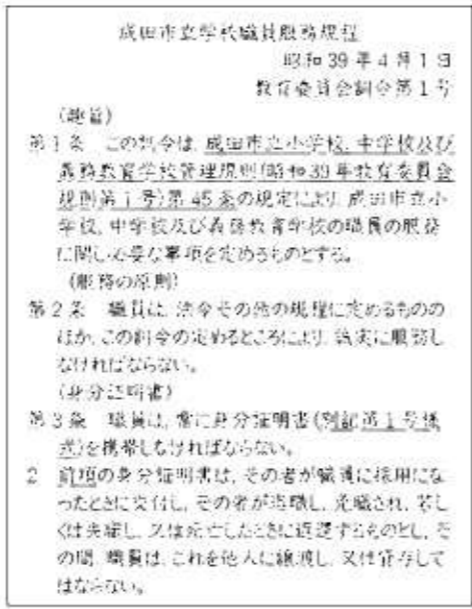 成田市立学校職員服務規程
昭和39年4月1日
教育委員会訓令第1号
(趣旨)
第1条 この訓令は、成田市立小学校、中学校及び
義務教育学校管理規則(昭和39年教育委員会
規則第1号)第45条の規定により、成田市立小
学校、中学校及び義務教育学校の職員の服務
に関し必要な事項を定めるものとする。
(服務の原則)
第2条 職員は、法令その他の規程に定めるものの
ほか、この訓令の定めるところにより、誠実に服務し
なければならない。
(身分証明書)
第3条 職員は、常に身分証明書(別記第1号様
式)を携帯しなければならない。
2 前項の身分証明書は、その者が職員に採用にな
ったときに交付し、その者が退職し、免職され、若し
くは失職し、又は死亡したときに返還するものとし、そ
の間、職員は、これを他人に譲渡し、又は貸与して
はならない。